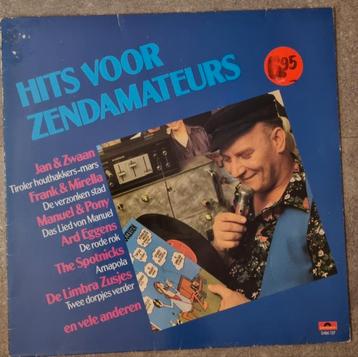 HITS VOOR
ZENDAMATEURS
95
Jan & Zwaan
Tiroler houthakkers-mars
Frank & Mirella
De verzonken stad
Manuel & Pony
Das Lied von Manuel
Ard Eggens
De rode rok
The Spotnicks
Amapola
De Limbra Zusjes
Twee dorpjes verder
en vele anderen